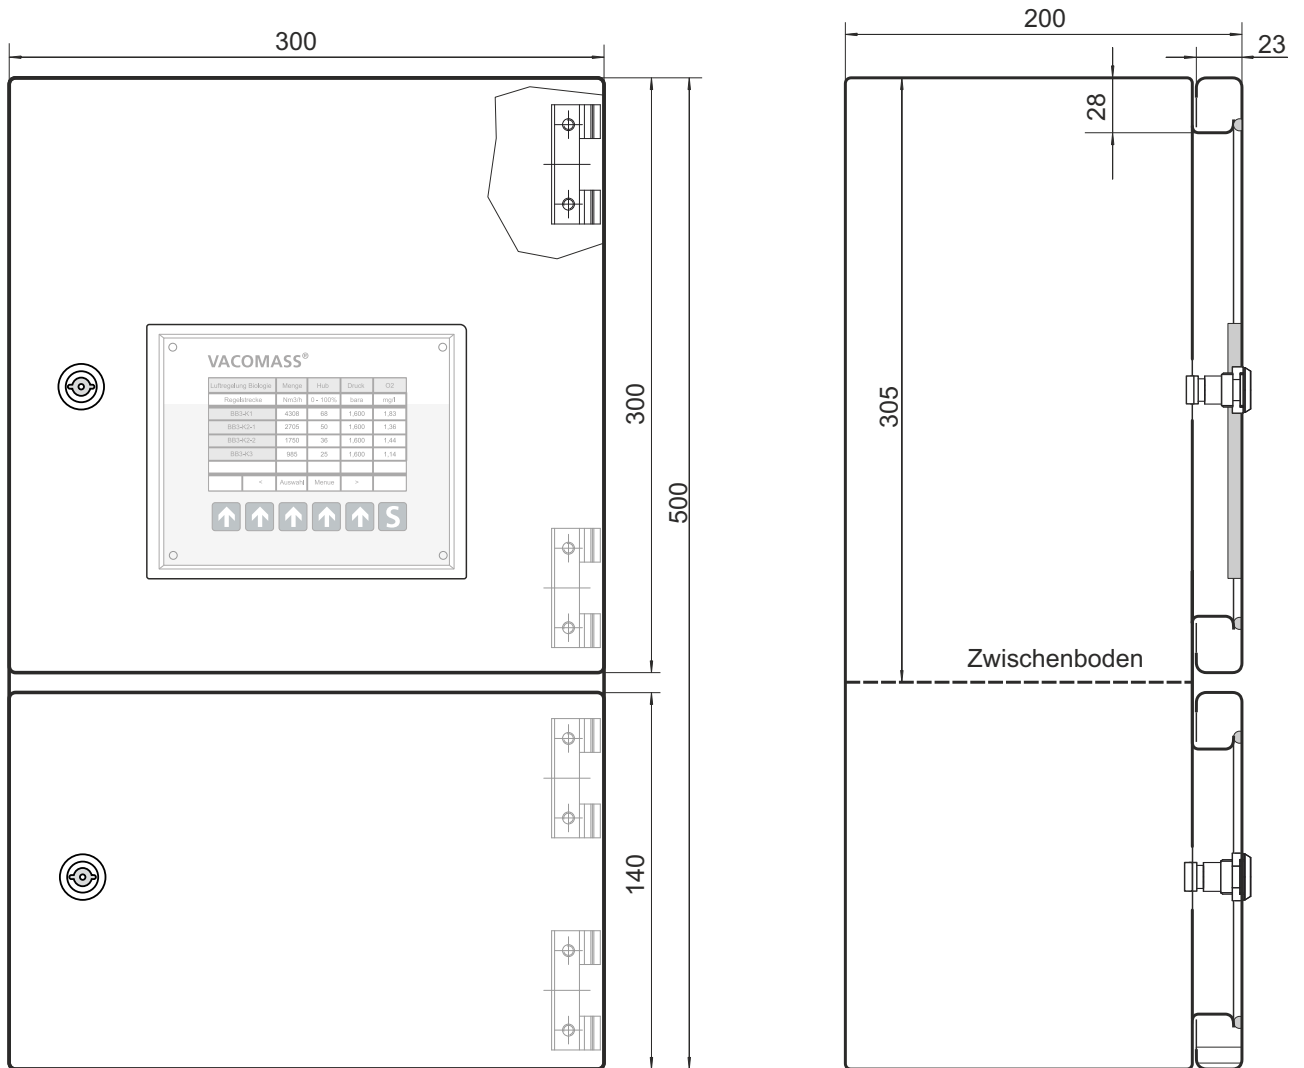 300
200
23
28
VACOMASS®
Luftregelung Biologie Menge Hub Druck O2
Regelstrecke Nm3/h 0 - 100% bara mg/l
BB3-K1 4308 68 1,600 1,83
BB3-K2-1 2705 50 1,600 1,36
BB3-K2-2 1750 36 1,600 1,44
BB3-K3 985 25 1,600 1,14
< Auswahl Menue >
S
300
305
500
Zwischenboden
140